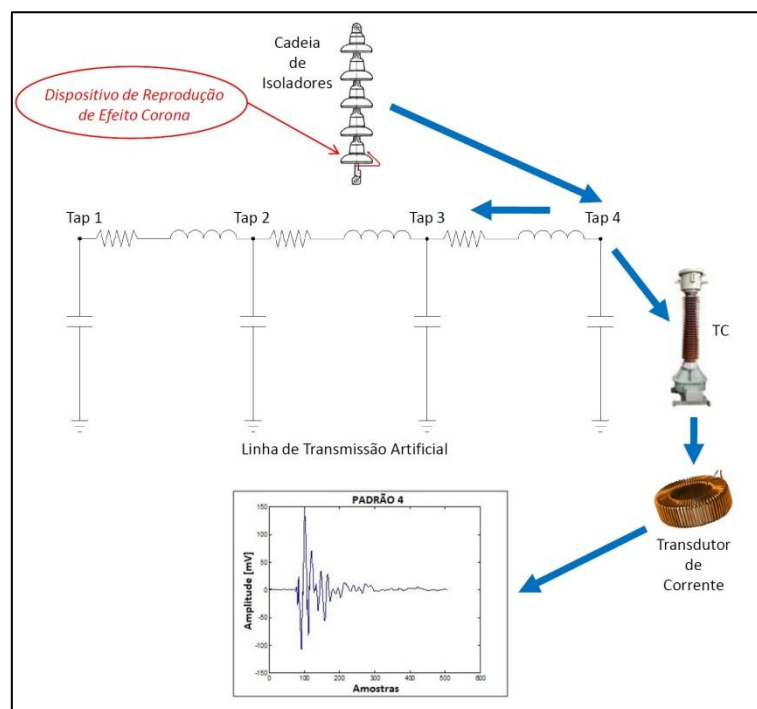 Cadeia
de
Isoladores
Dispositivo de Reprodução
de Efeito Corona
Tap 1
Tap 2
Tap 3
Tap 4
TC
Linha de Transmissão Artificial
PADRÃO 4
150
100
50
0
-50
-100
-150
Amplitude [mV]
0
100
200
300
400
500
600
Amostras
Transdutor
de
Corrente